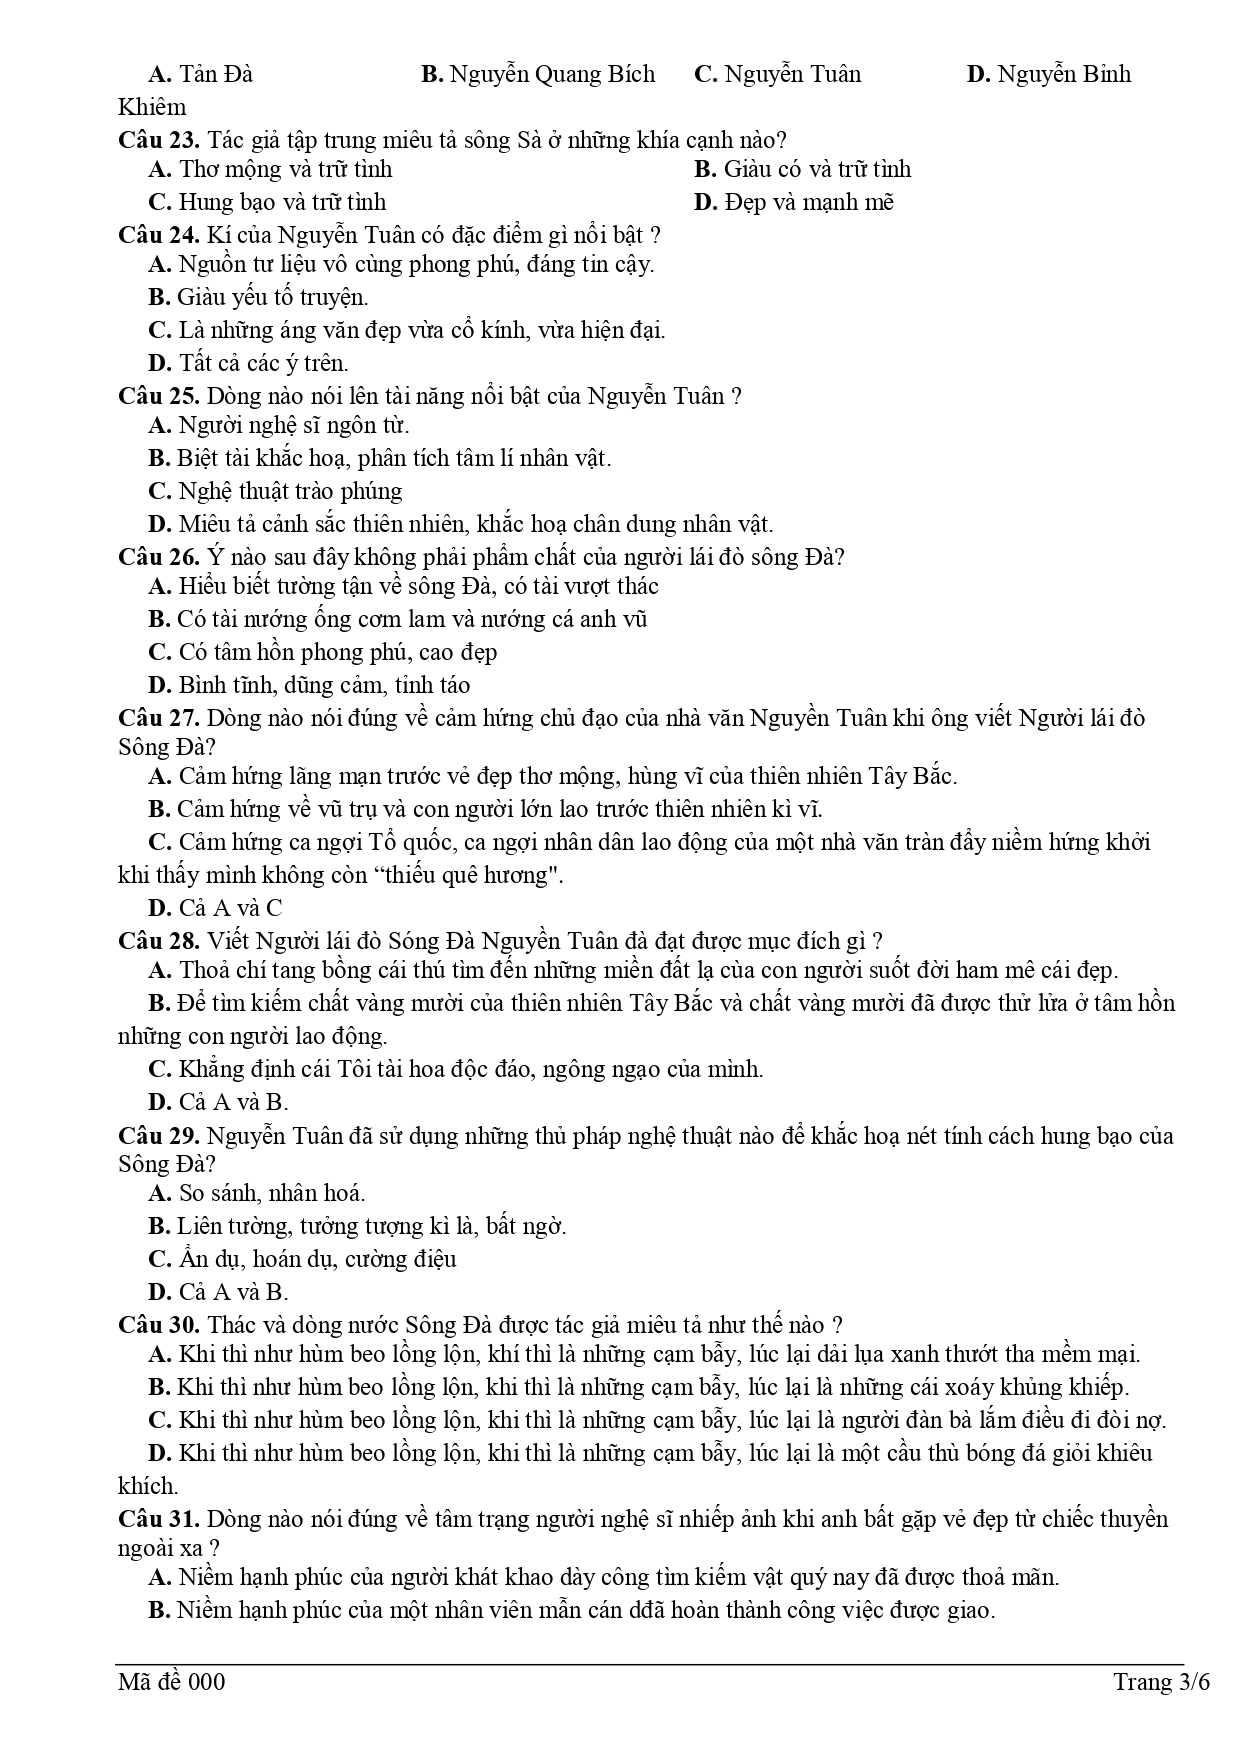 A. Tản Đà B. Nguyễn Quang Bích C. Nguyễn Tuân D. Nguyễn Bỉnh
Khiêm
Câu 23. Tác giả tập trung miêu tả sông Sà ở những khía cạnh nào?
A. Thơ mộng và trữ tình B. Giàu có và trữ tình
C. Hung bạo và trữ tình D. Đẹp và mạnh mẽ
Câu 24. Kí của Nguyễn Tuân có đặc điểm gì nổi bật ?
A. Nguồn tư liệu vô cùng phong phú, đáng tin cậy.
B. Giàu yếu tố truyện.
C. Là những áng văn đẹp vừa cổ kính, vừa hiện đại.
D. Tất cả các ý trên.
Câu 25. Dòng nào nói lên tài năng nổi bật của Nguyễn Tuân ?
A. Người nghệ sĩ ngôn từ.
B. Biệt tài khắc hoạ, phân tích tâm lí nhân vật.
C. Nghệ thuật trào phúng
D. Miêu tả cảnh sắc thiên nhiên, khắc hoạ chân dung nhân vật.
Câu 26. Ý nào sau đây không phải phẩm chất của người lái đò sông Đà?
A. Hiểu biết tường tận về sông Đà, có tài vượt thác
B. Có tài nướng ống cơm lam và nướng cá anh vũ
C. Có tâm hồn phong phú, cao đẹp
D. Bình tĩnh, dũng cảm, tỉnh táo
Câu 27. Dòng nào nói đúng về cảm hứng chủ đạo của nhà văn Nguyền Tuân khi ông viết Người lái đò
Sông Đà?
A. Cảm hứng lãng mạn trước vẻ đẹp thơ mộng, hùng vĩ của thiên nhiên Tây Bắc.
B. Cảm hứng về vũ trụ và con người lớn lao trước thiên nhiên kì vĩ.
C. Cảm hứng ca ngợi Tổ quốc, ca ngợi nhân dân lao động của một nhà văn tràn đẩy niềm hứng khởi
khi thấy mình không còn “thiếu quê hương".
D. Cả A và C
Câu 28. Viết Người lái đò Sóng Đà Nguyền Tuân đà đạt được mục đích gì ?
A. Thoả chí tang bồng cái thú tìm đến những miền đất lạ cùa con người suốt đời ham mê cái đẹp.
B. Để tìm kiếm chất vàng mười của thiên nhiên Tây Bắc và chất vàng mười đã được thử lửa ở tâm hồn
những con người lao động.
C. Khẳng định cái Tôi tài hoa độc đáo, ngông ngạo của mình.
D. Cả A và B.
Câu 29. Nguyễn Tuân đã sử dụng những thủ pháp nghệ thuật nào để khắc hoạ nét tính cách hung bạo của
Sông Đà?
A. So sánh, nhân hoá.
B. Liên tường, tưởng tượng kì là, bất ngờ.
C. Ẩn dụ, hoán dụ, cường điệu
D. Cả A và B.
Câu 30. Thác và dòng nước Sông Đà được tác giả miêu tả như thế nào ?
A. Khi thì như hùm beo lồng lộn, khí thì là những cạm bẫy, lúc lại dải lụa xanh thướt tha mềm mại.
B. Khi thì như hùm beo lồng lộn, khi thì là những cạm bẫy, lúc lại là những cái xoáy khủng khiếp.
C. Khi thì như hùm beo lồng lộn, khi thì là những cạm bẫy, lúc lại là người đàn bà lắm điều đi đòi nợ.
D. Khi thì như hùm beo lồng lộn, khi thì là những cạm bẫy, lúc lại là một cầu thù bóng đá giỏi khiêu
khích.
Câu 31. Dòng nào nói đúng về tâm trạng người nghệ sĩ nhiếp ảnh khi anh bất gặp vẻ đẹp từ chiếc thuyền
ngoài xa ?
A. Niềm hạnh phúc của người khát khao dày công tìm kiếm vật quý nay đã được thoả mãn.
B. Niềm hạnh phúc của một nhân viên mẫn cán dđã hoàn thành công việc được giao.
Mã đề 000 Trang 3/6